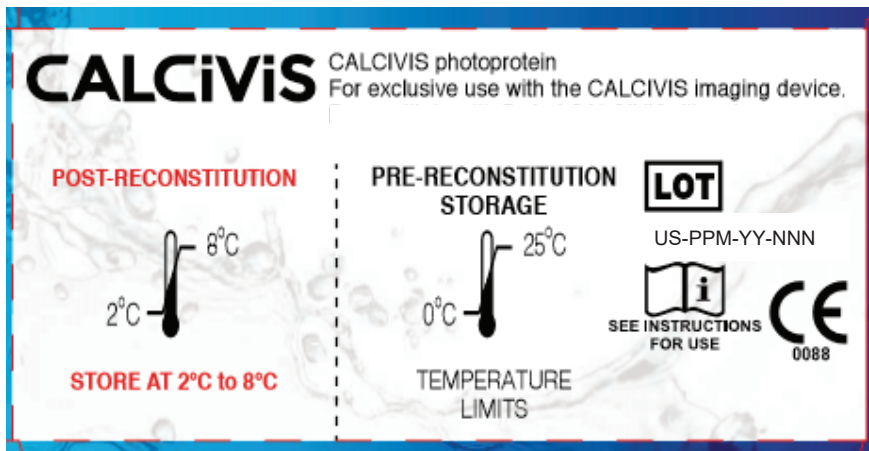 CALCiViS
CALCIVIS photoprotein
For exclusive use with the CALCIVIS imaging device.
POST-RECONSTITUTION
8°C
2°C
STORE AT 2°C to 8°C
PRE-RECONSTITUTION
STORAGE
25°C
0°C
TEMPERATURE
LIMITS
LOT
US-PPM-YY-NNN
i
SEE INSTRUCTIONS
FOR USE
CE
0088